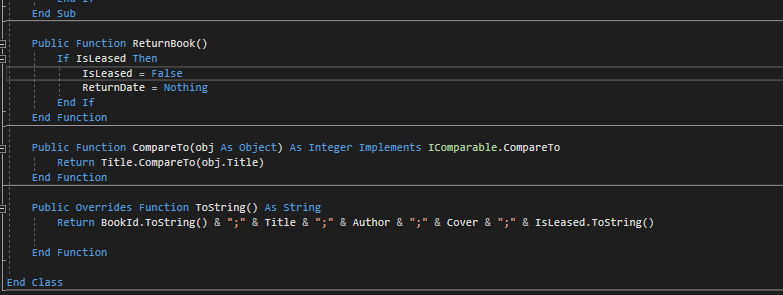 End If
End Sub
Public Function ReturnBook()
If IsLeased Then
IsLeased = False
ReturnDate = Nothing
End If
End Function
Public Function CompareTo(obj As Object) As Integer Implements IComparable.CompareTo
Return Title.CompareTo(obj.Title)
End Function
Public Overrides Function ToString() As String
Return BookId.ToString() & ";" & Title & ";" & Author & ";" & Cover & ";" & IsLeased.ToString()
End Function
End Class